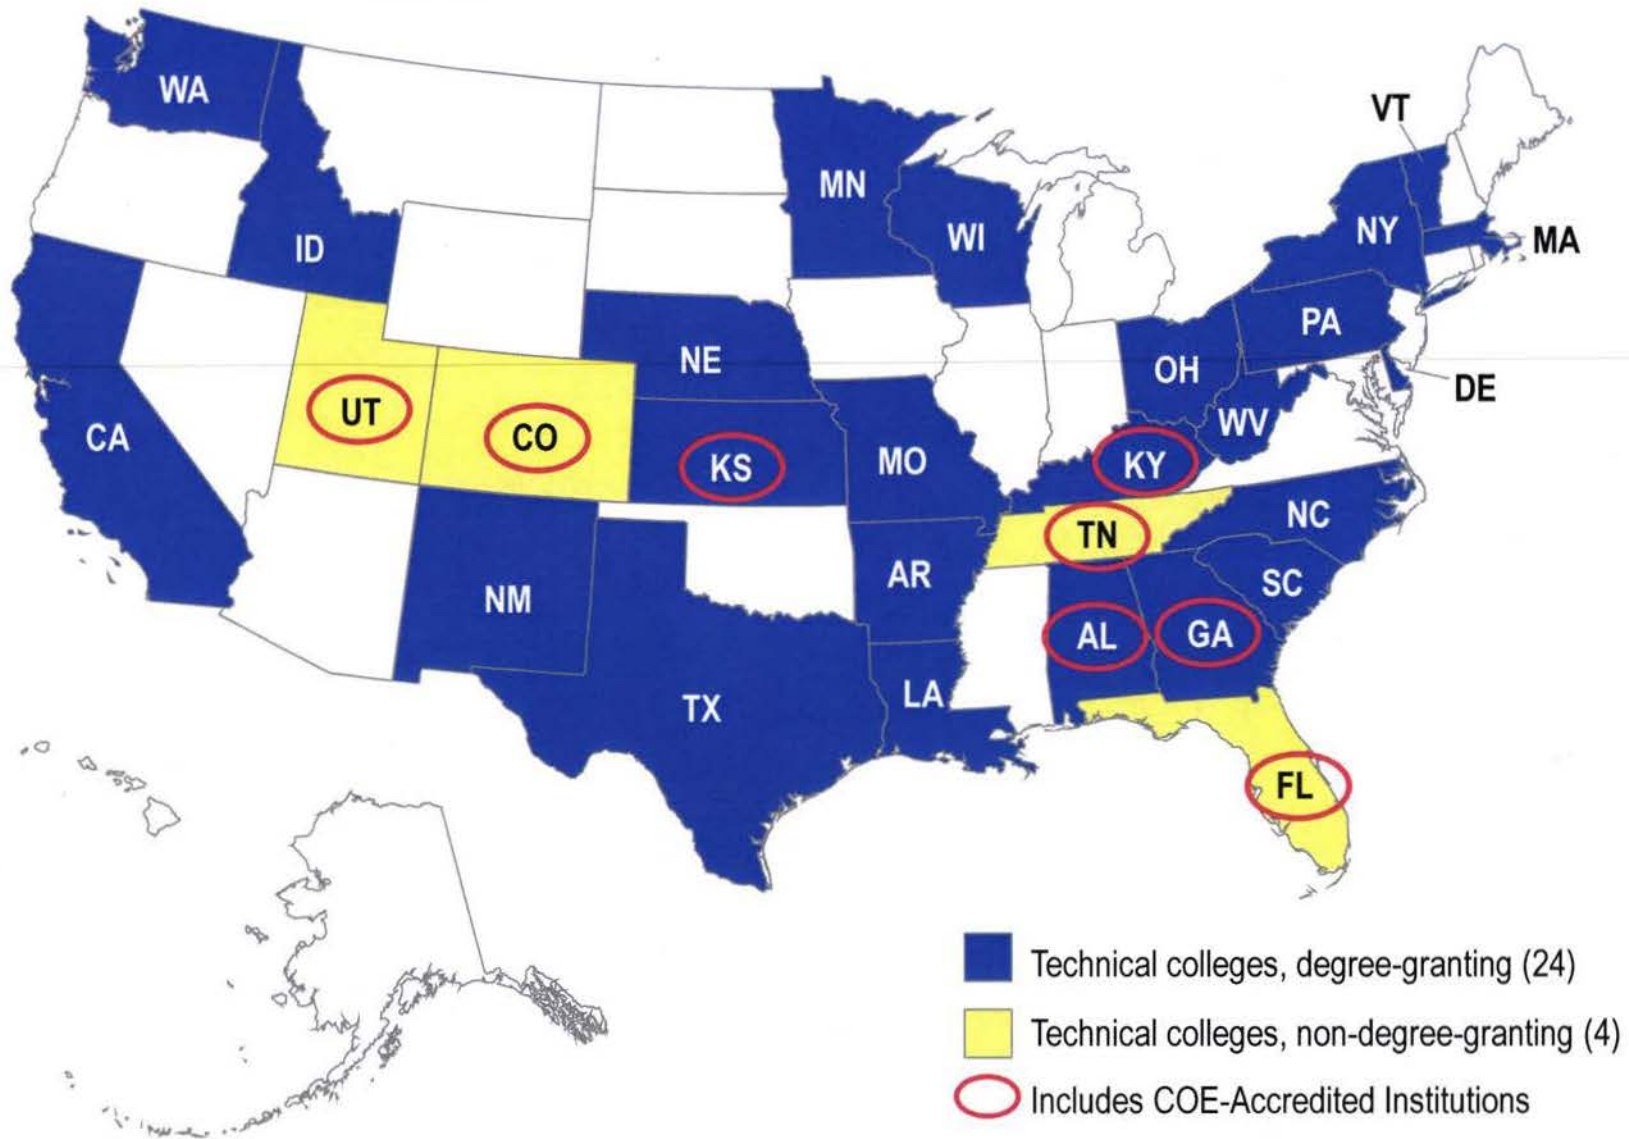 WA
VT
MN
WI
NY
MA
ID
PA
NE
OH
DE
UT
CO
KS
MO
KY
WV
CA
NC
TN
AR
SC
NM
AL
GA
LA
TX
FL
Technical colleges, degree-granting (24)
Technical colleges, non-degree-granting (4)
Includes COE-Accredited Institutions